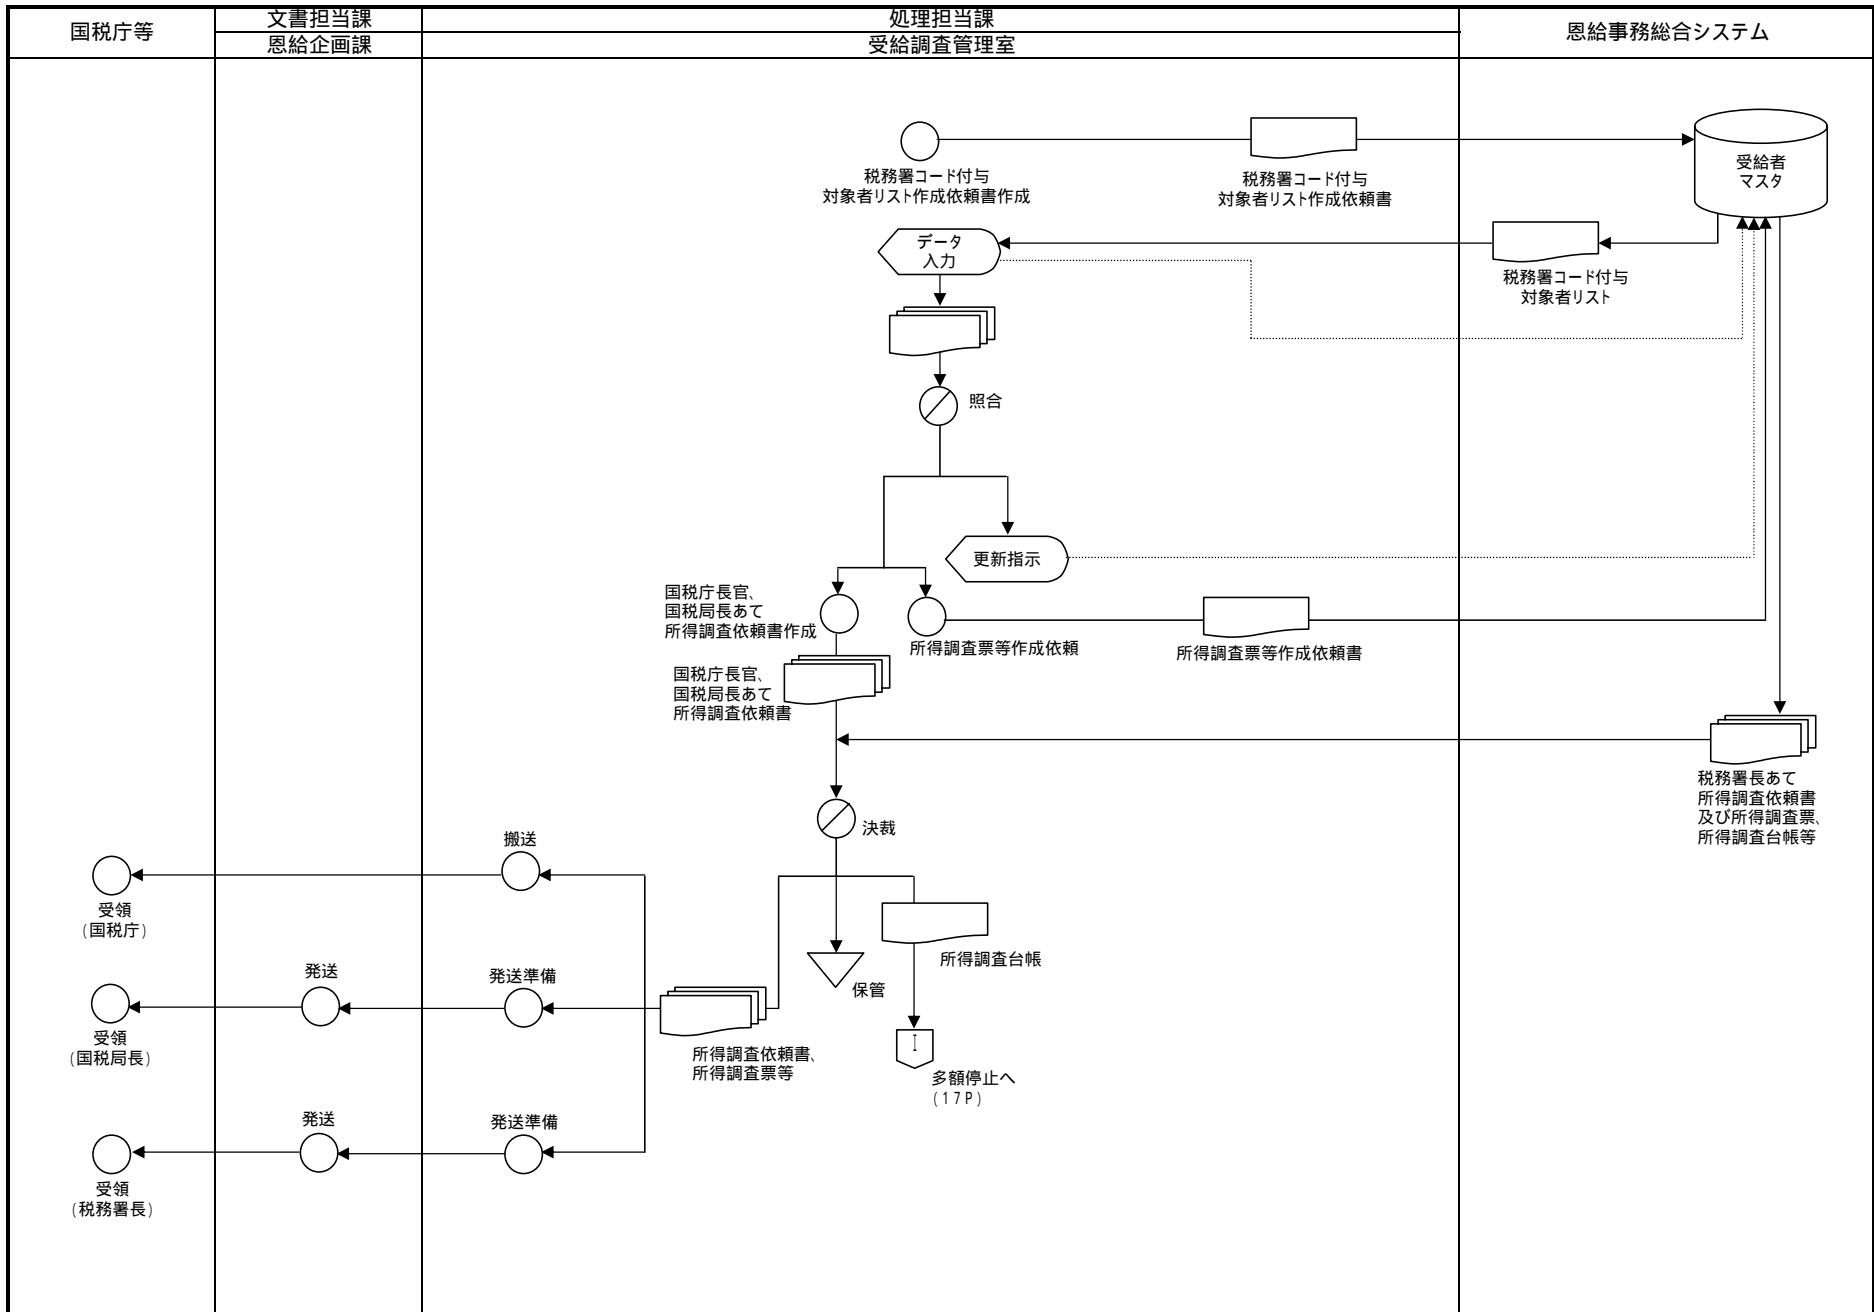 国税庁等
文書担当課
恩給企画課
処理担当課
受給調査管理室
恩給事務総合システム
税務署コード付与
対象者リスト作成依頼書作成
税務署コード付与
対象者リスト作成依頼書
受給者
マスタ
データ
入力
税務署コード付与
対象者リスト
照合
更新指示
国税庁長官、
国税局長あて
所得調査依頼書作成
所得調査票等作成依頼
所得調査票等作成依頼書
国税庁長官、
国税局長あて
所得調査依頼書
税務署長あて
所得調査依頼書
及び所得調査票、
所得調査台帳等
決裁
搬送
受領
(国税庁)
所得調査台帳
保管
発送
発送準備
受領
(国税局長)
所得調査依頼書、
所得調査票等
I
多額停止へ
(17P)
発送
発送準備
受領
(税務署長)